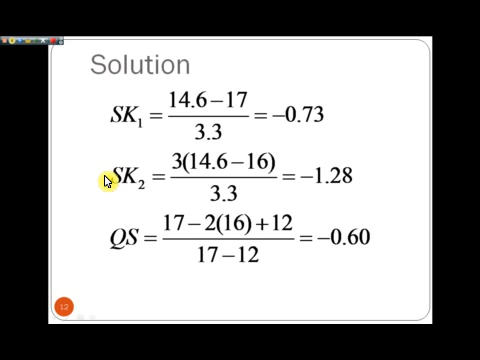 Solution
SK₁ = (14.6 − 17) / 3.3 = −0.73
SK₂ = 3(14.6 − 16) / 3.3 = −1.28
QS = (17 − 2(16) + 12) / (17 − 12) = −0.60
12